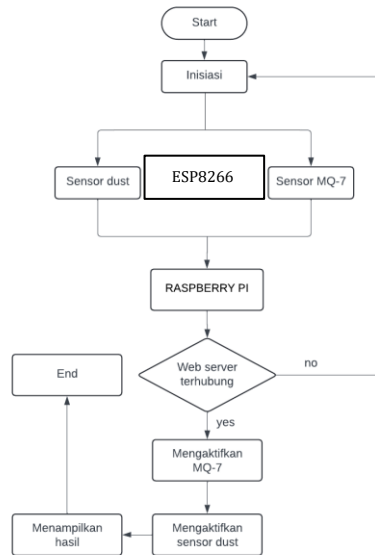 Start
Inisiasi
Sensor dust
ESP8266
Sensor MQ-7
RASPBERRY PI
Web server
terhubung
no
End
yes
Mengaktifkan
MQ-7
Mengaktifkan
sensor dust
Menampilkan
hasil